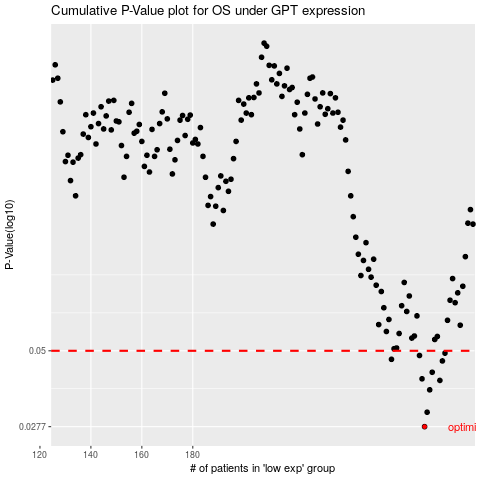 Cumulative P-Value plot for OS under GPT expression
P-Value(log10)
0.05
0.0277
optimi
120 140 160 180
# of patients in 'low exp' group